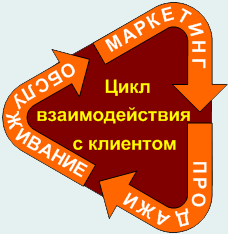 МАРКЕТИНГ
ПРОДАЖИ
ОБСЛУЖИВАНИЕ
Цикл
взаимодействия
с клиентом